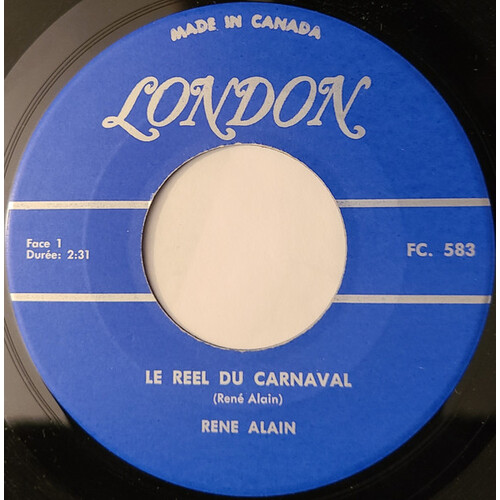 MADE IN CANADA
LONDON
Face 1
Durée: 2:31
FC. 583
LE REEL DU CARNAVAL
(René Alain)
RENE ALAIN